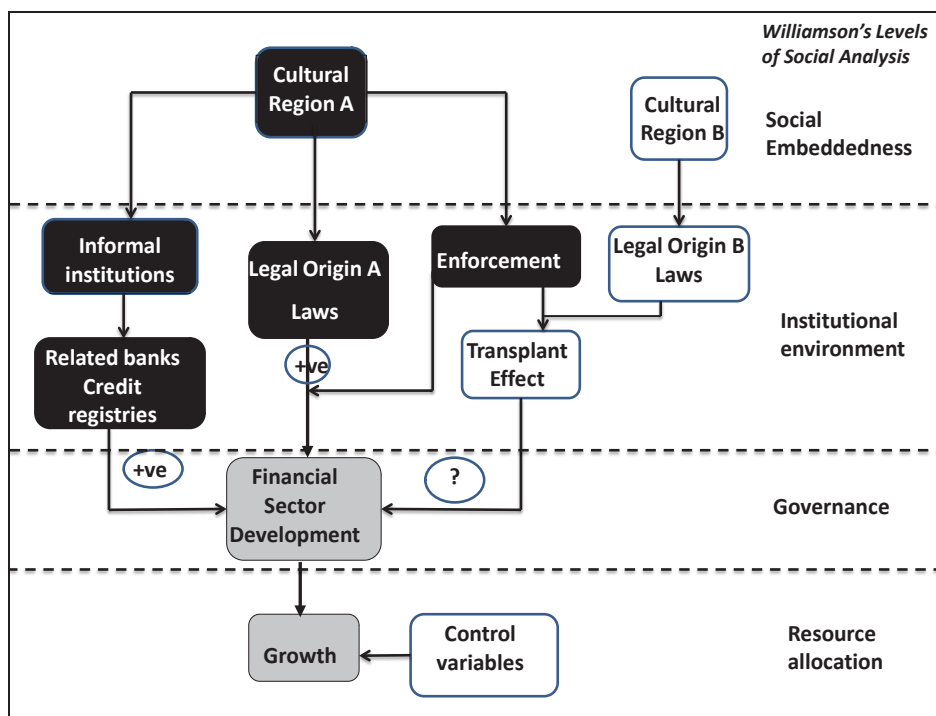 Williamson's Levels
of Social Analysis
Cultural
Region A
Cultural
Region B
Social
Embeddedness
Informal
institutions
Legal Origin A
Laws
Enforcement
Legal Origin B
Laws
Institutional
environment
Related banks
Credit
registries
+ve
Transplant
Effect
+ve
Financial
Sector
Development
?
Governance
Growth
Control
variables
Resource
allocation